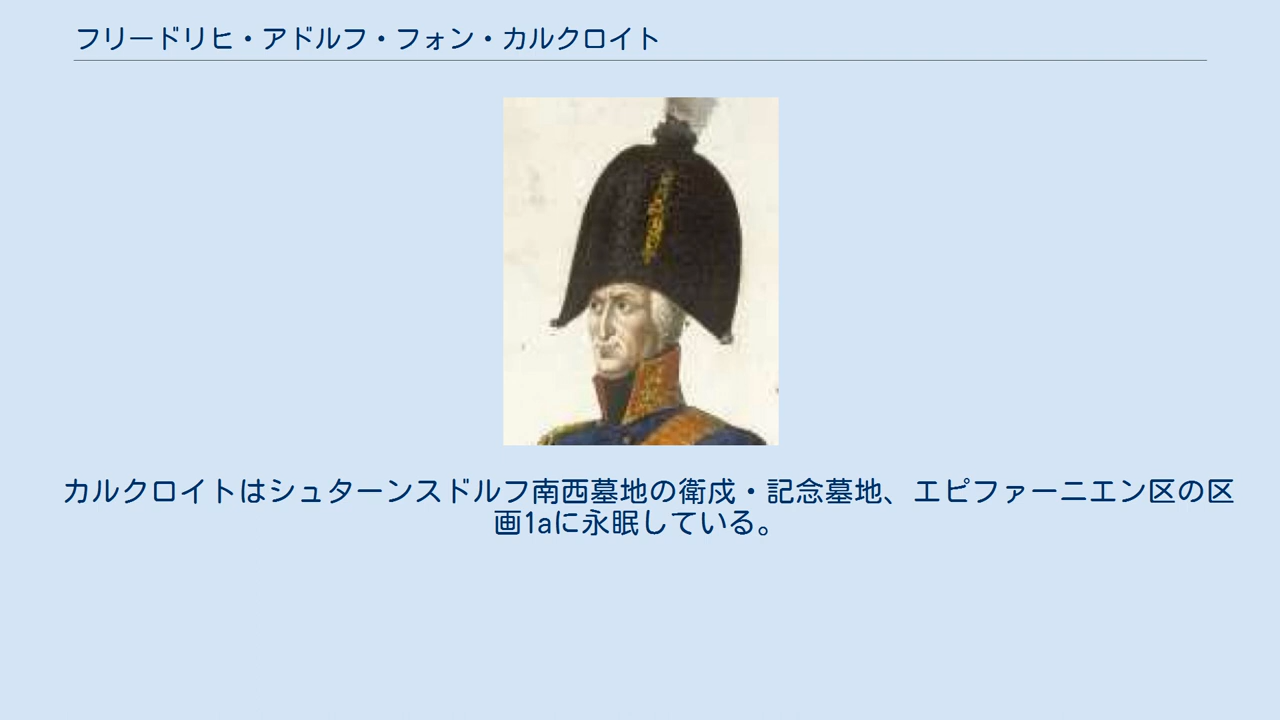 フリードリヒ・アドルフ・フォン・カルクロイト
カルクロイトはシュターンスドルフ南西墓地の衛戍・記念墓地、エピファーニエン区の区
画1aに永眠している。